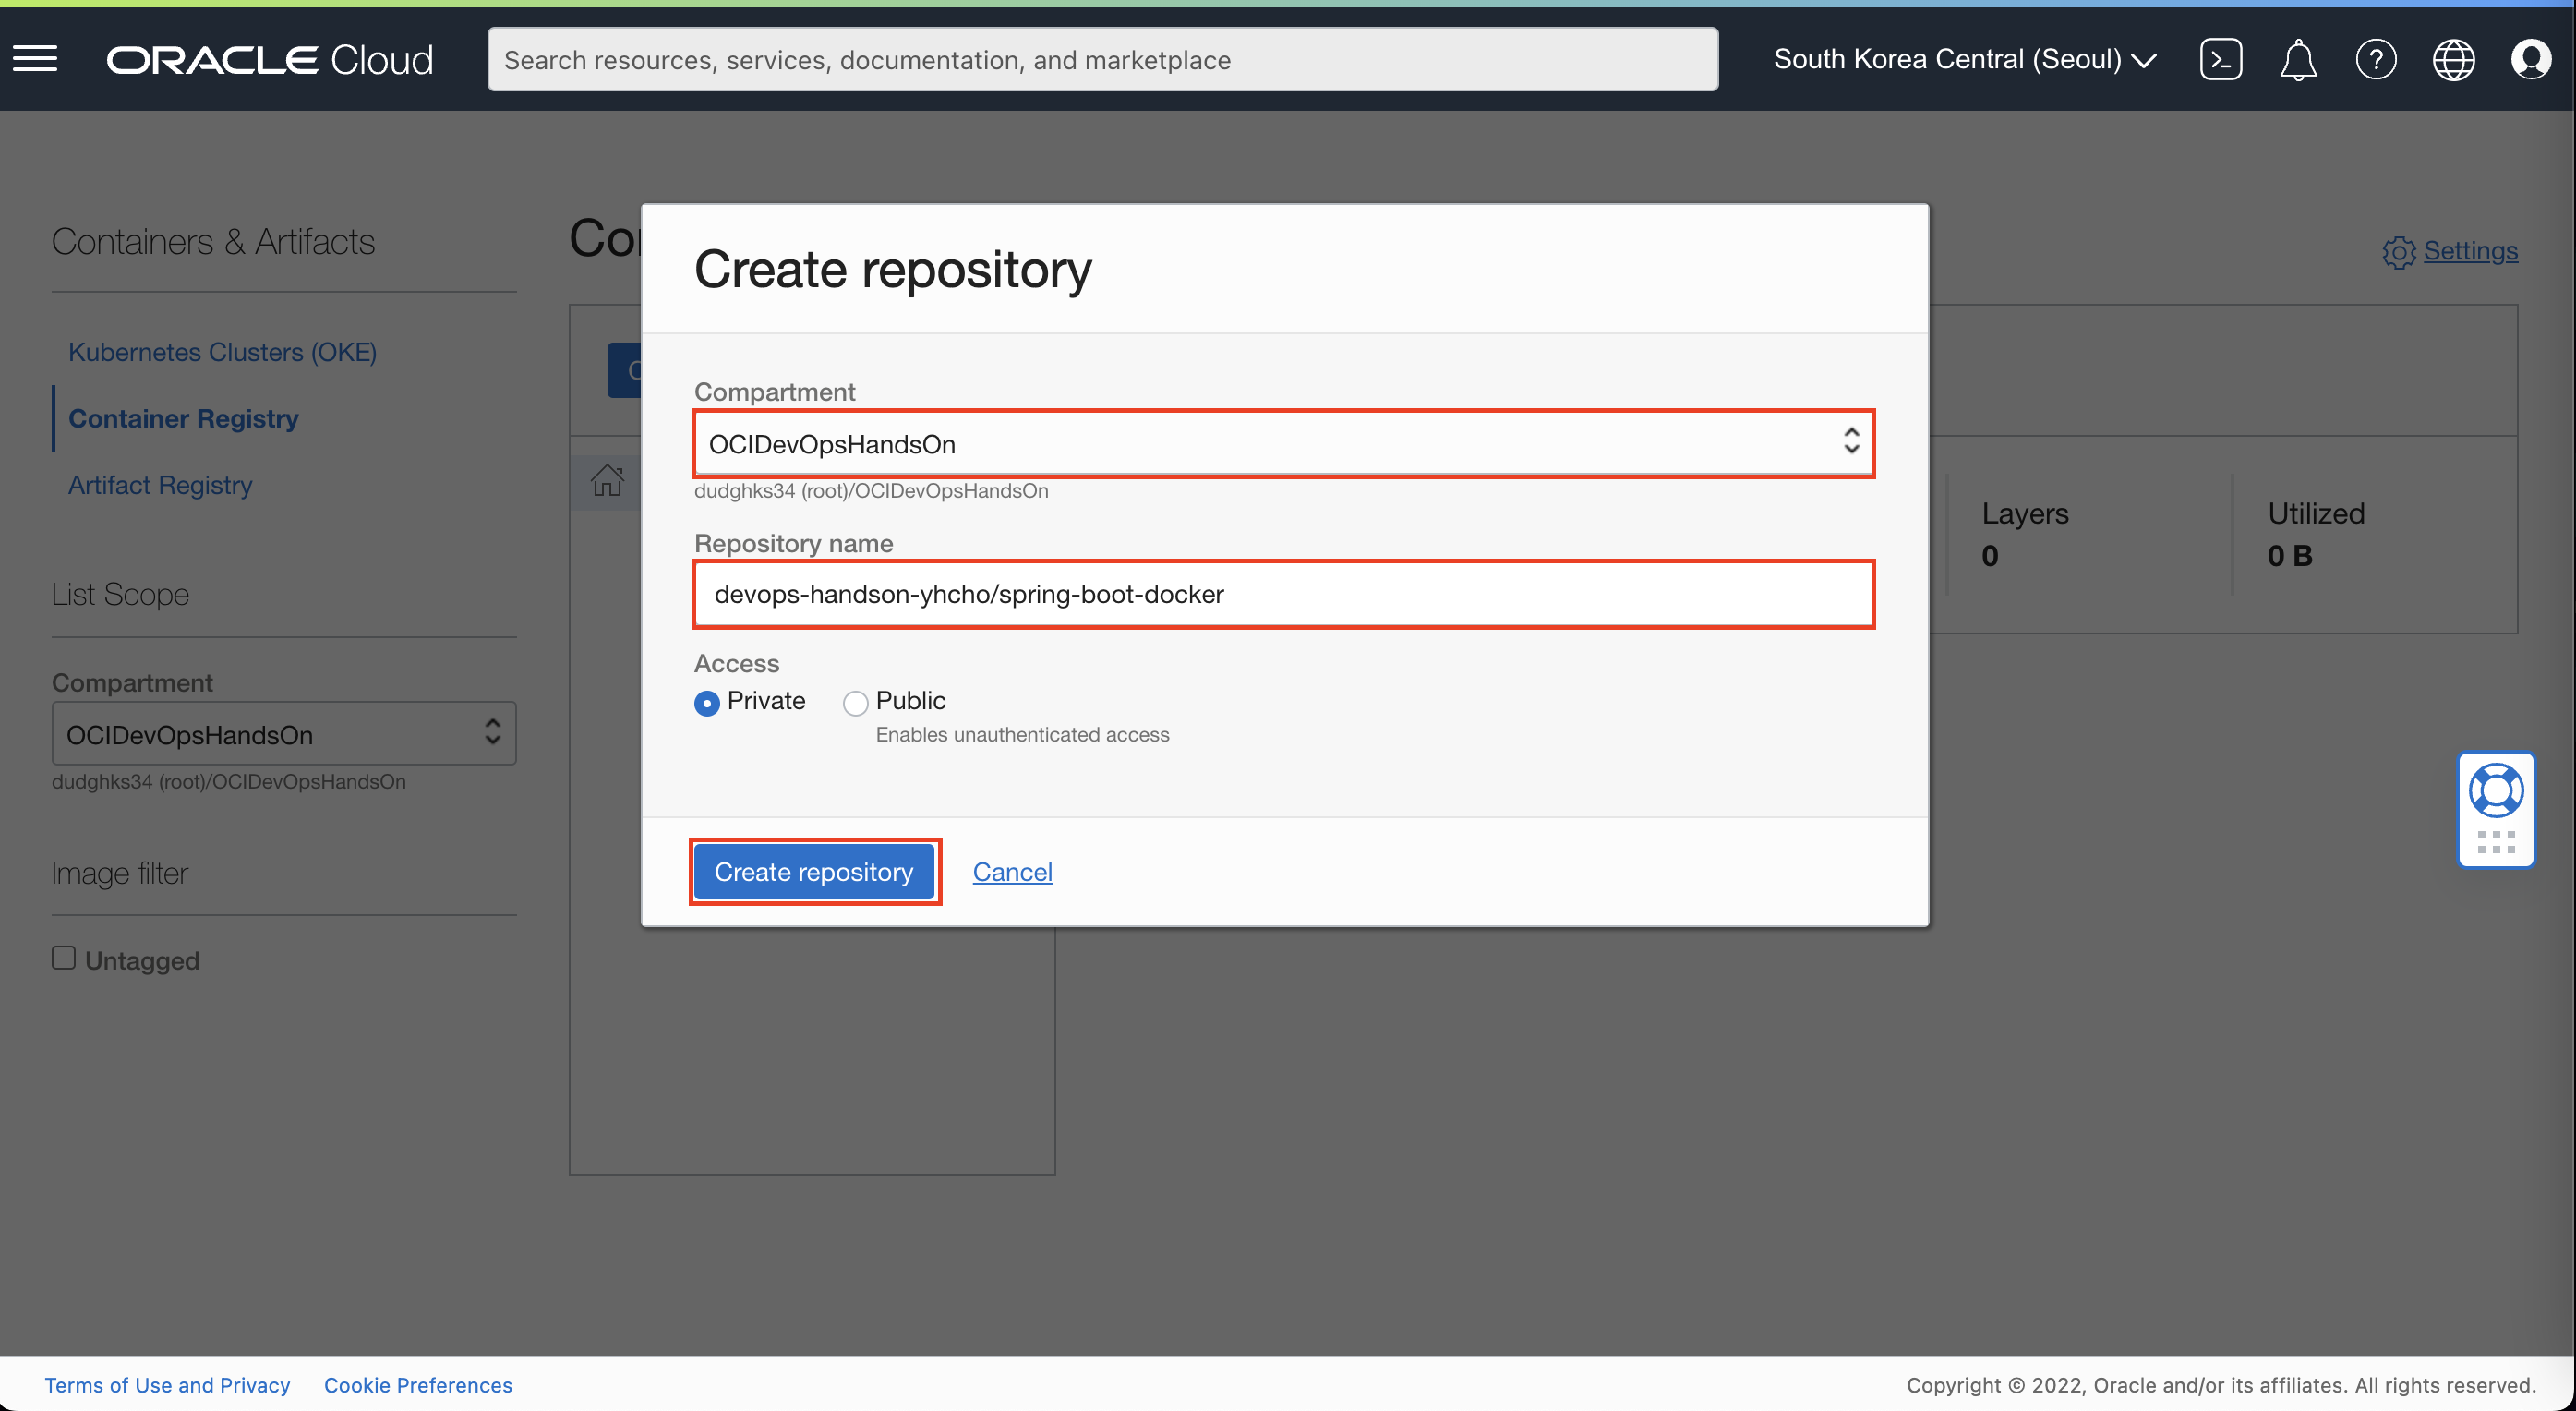 ORACLE Cloud
Search resources, services, documentation, and marketplace
South Korea Central (Seoul)
Containers & Artifacts
Kubernetes Clusters (OKE)
Container Registry
Artifact Registry
List Scope
Compartment
OCIDevOpsHandsOn
dudghks34 (root)/OCIDevOpsHandsOn
Image filter
Untagged
Settings
Layers
0
Utilized
0 B
Create repository
Compartment
OCIDevOpsHandsOn
dudghks34 (root)/OCIDevOpsHandsOn
Repository name
devops-handson-yhcho/spring-boot-docker
Access
Private
Public
Enables unauthenticated access
Create repository
Cancel
Terms of Use and Privacy
Cookie Preferences
Copyright © 2022, Oracle and/or its affiliates. All rights reserved.